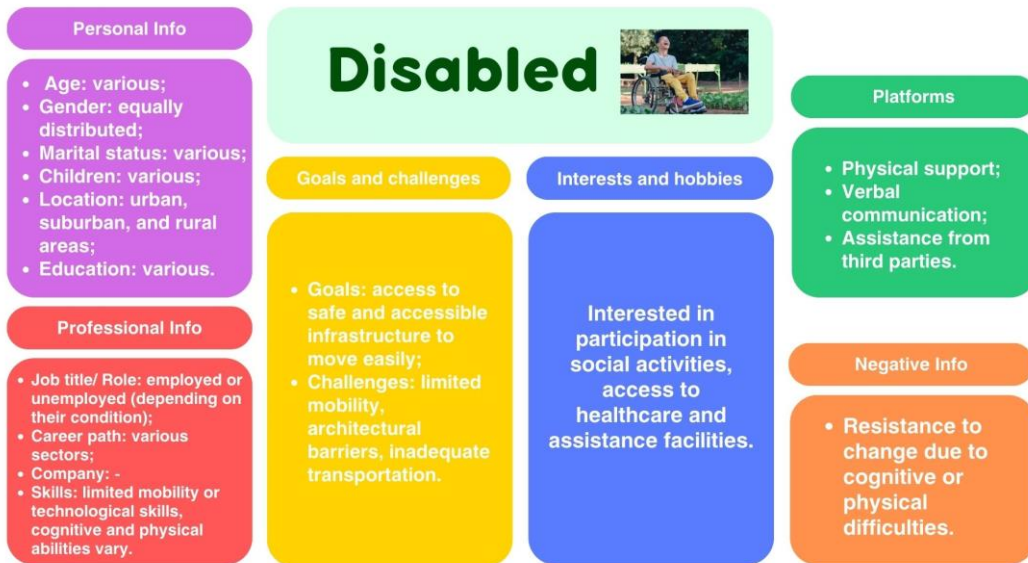 Personal Info
• Age: various;
• Gender: equally
distributed;
• Marital status: various;
• Children: various;
• Location: urban,
suburban, and rural
areas;
• Education: various.
Professional Info
• Job title/ Role: employed or
unemployed (depending on
their condition);
• Career path: various
sectors;
• Company: -
• Skills: limited mobility or
technological skills,
cognitive and physical
abilities vary.
Disabled
Goals and challenges
• Goals: access to
safe and accessible
infrastructure to
move easily;
• Challenges: limited
mobility,
architectural
barriers, inadequate
transportation.
Interests and hobbies
Interested in
participation in
social activities,
access to
healthcare and
assistance facilities.
Platforms
• Physical support;
• Verbal
communication;
• Assistance from
third parties.
Negative Info
• Resistance to
change due to
cognitive or
physical
difficulties.